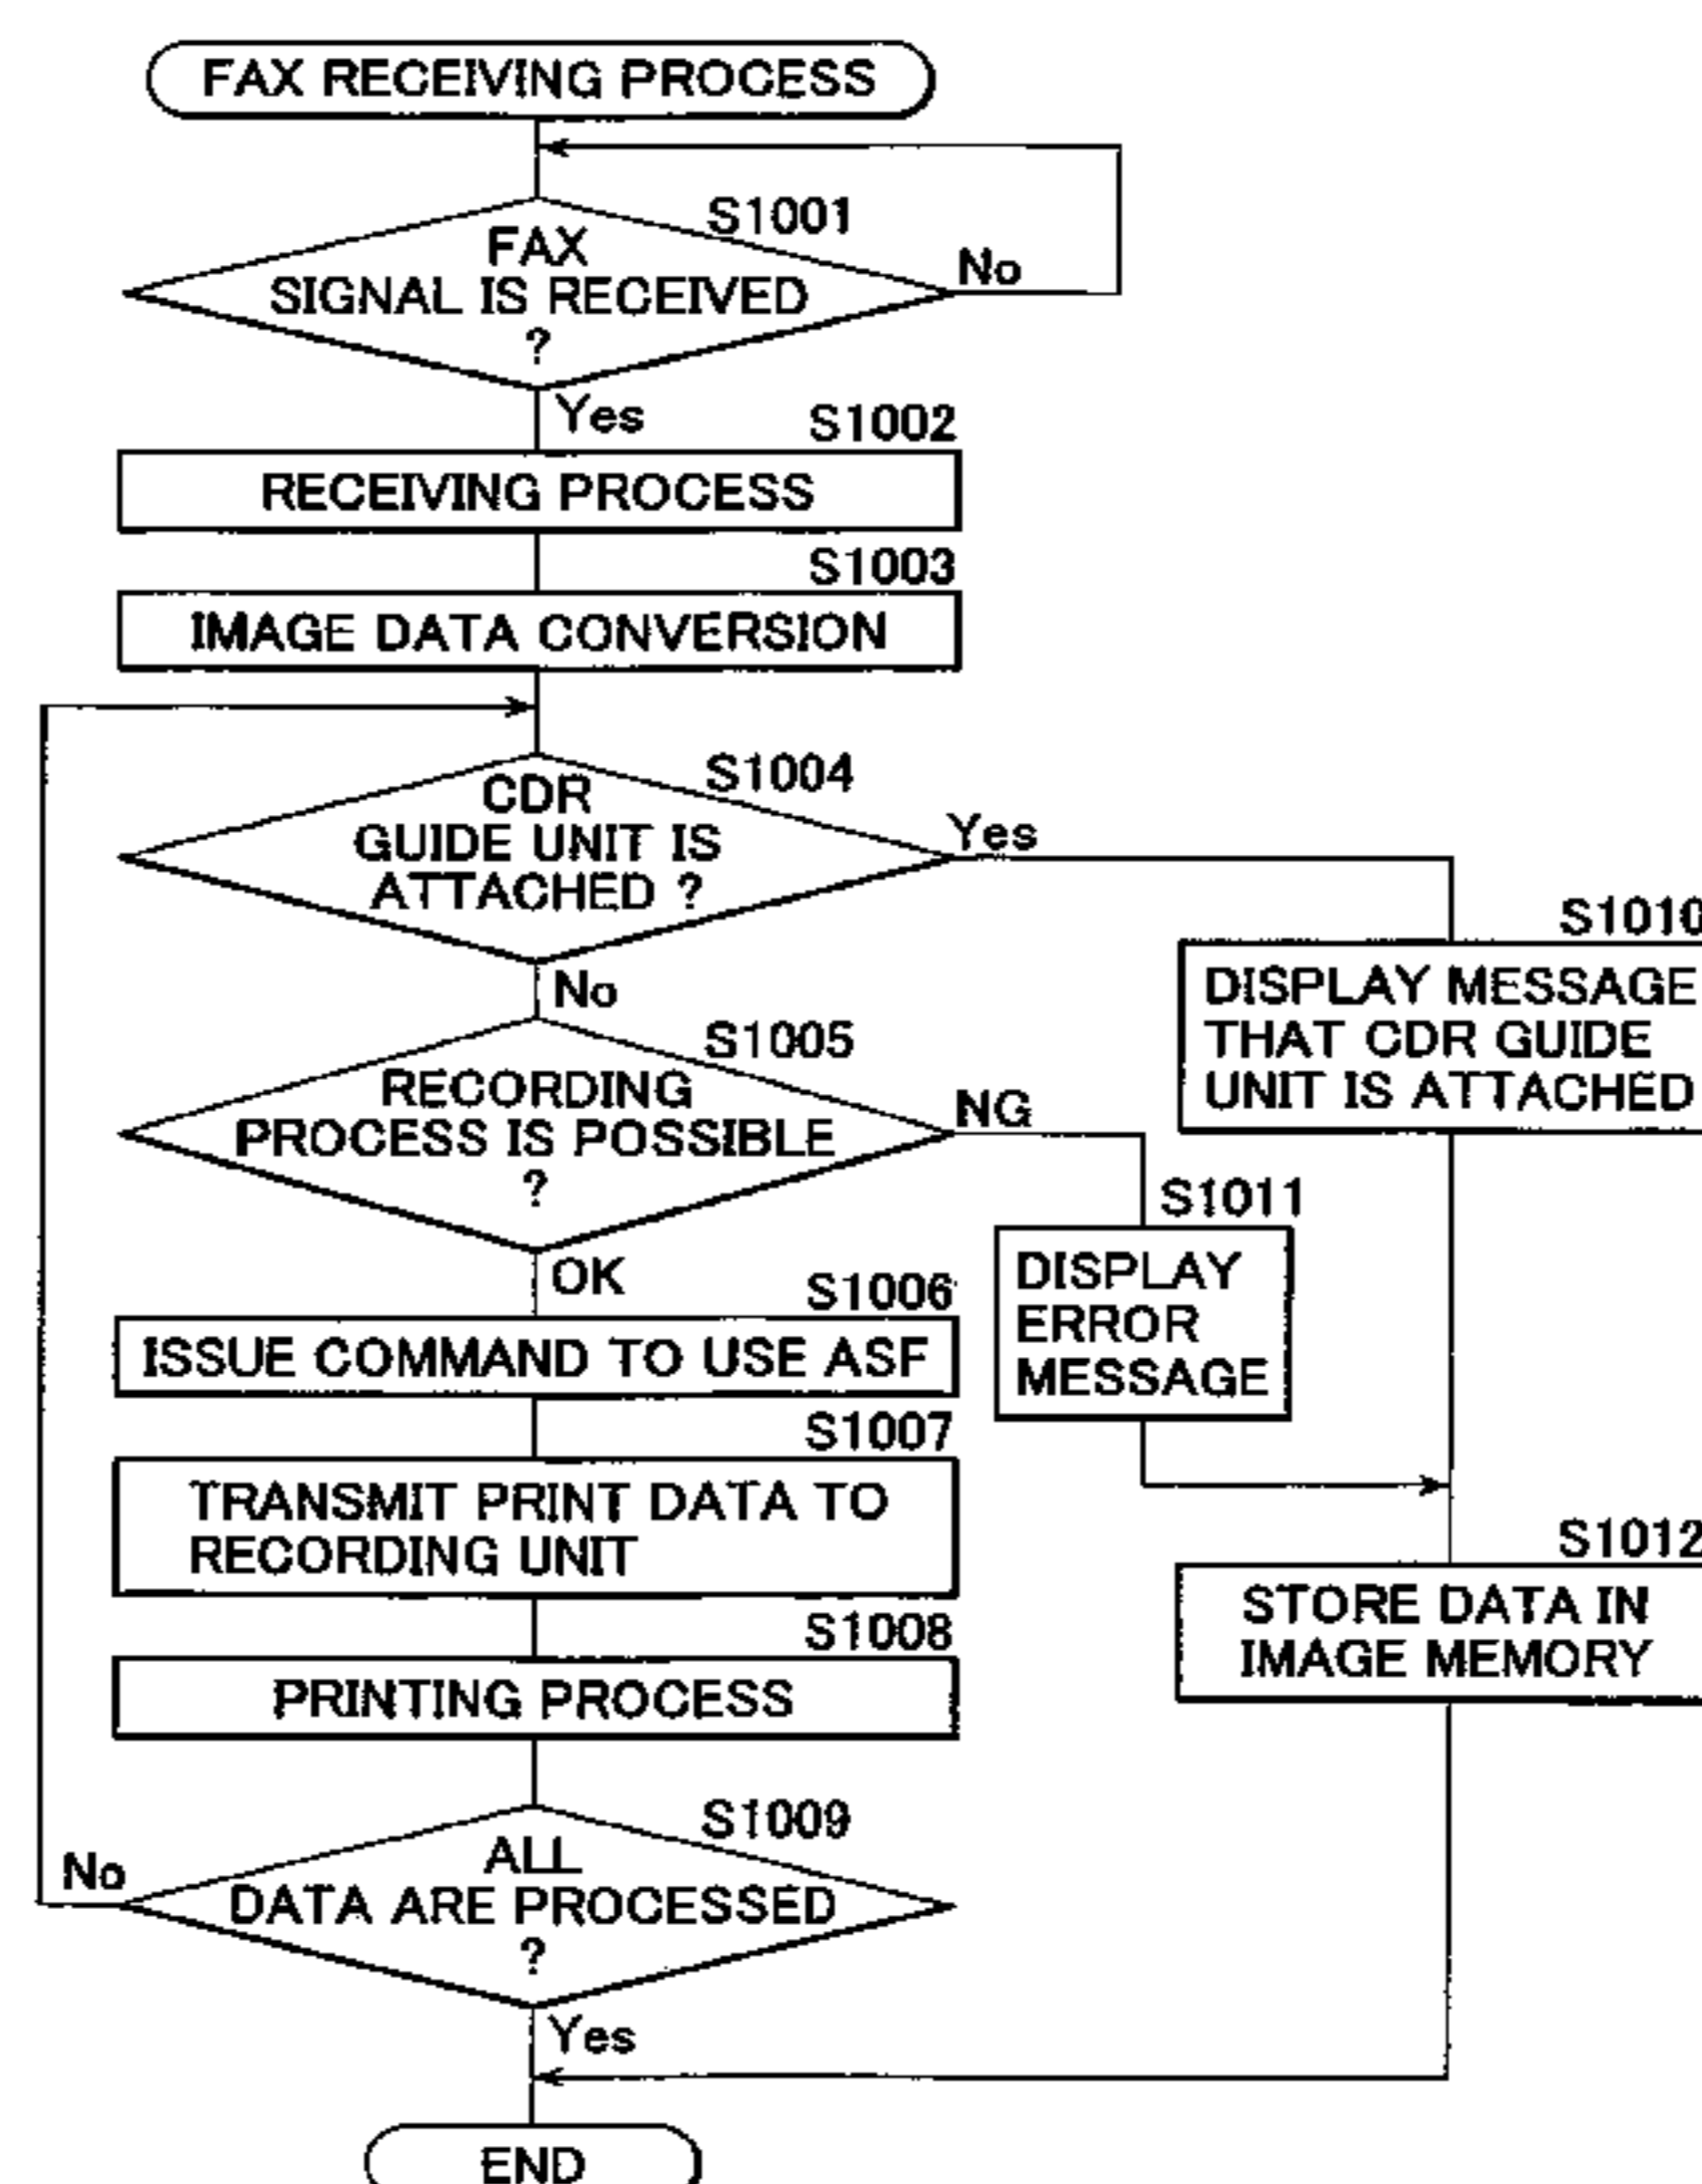 FAX RECEIVING PROCESS
S1001
FAX
SIGNAL IS RECEIVED
?
No
Yes
S1002
RECEIVING PROCESS
S1003
IMAGE DATA CONVERSION
S1004
CDR
GUIDE UNIT IS
ATTACHED ?
Yes
No
S1010
DISPLAY MESSAGE
THAT CDR GUIDE
UNIT IS ATTACHED
S1005
RECORDING
PROCESS IS POSSIBLE
?
NG
OK
S1011
DISPLAY
ERROR
MESSAGE
S1006
ISSUE COMMAND TO USE ASF
S1007
TRANSMIT PRINT DATA TO
RECORDING UNIT
S1012
STORE DATA IN
IMAGE MEMORY
S1008
PRINTING PROCESS
S1009
ALL
DATA ARE PROCESSED
?
No
Yes
END